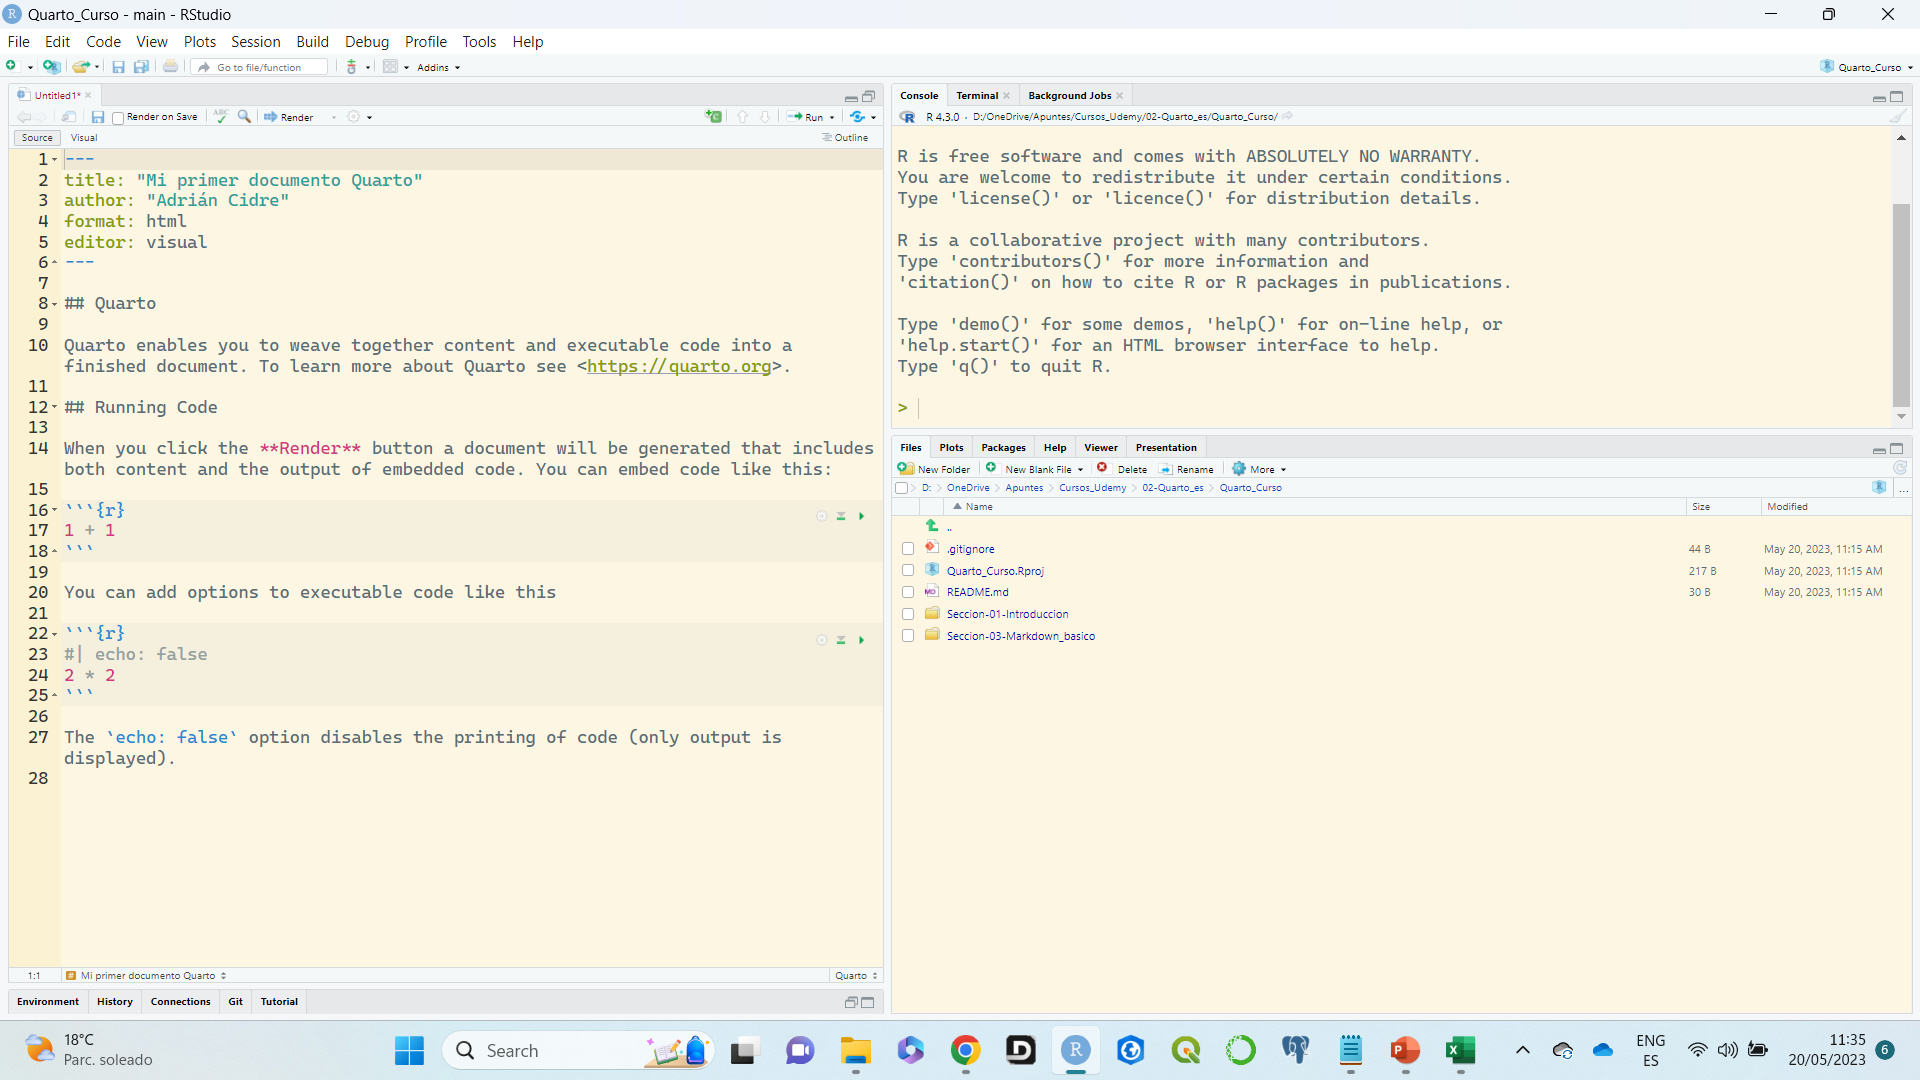 Quarto_Curso - main - RStudio
File Edit Code View Plots Session Build Debug Profile Tools Help
Go to file/function Addins Quarto_Curso
Untitled1*
Render on Save ABC Render Run
Source Visual Outline
1 ---
2 title: "Mi primer documento Quarto"
3 author: "Adrián Cidre"
4 format: html
5 editor: visual
6 ---
7
8 ## Quarto
9
10 Quarto enables you to weave together content and executable code into a
finished document. To learn more about Quarto see <https://quarto.org>.
11
12 ## Running Code
13
14 When you click the **Render** button a document will be generated that includes
both content and the output of embedded code. You can embed code like this:
15
16 ```{r}
17 1 + 1
18 ```
19
20 You can add options to executable code like this
21
22 ```{r}
23 #| echo: false
24 2 * 2
25 ```
26
27 The `echo: false` option disables the printing of code (only output is
displayed).
28
1:1 # Mi primer documento Quarto Quarto
Environment History Connections Git Tutorial
Console Terminal Background Jobs
R 4.3.0 · D:/OneDrive/Apuntes/Cursos_Udemy/02-Quarto_es/Quarto_Curso/
R is free software and comes with ABSOLUTELY NO WARRANTY.
You are welcome to redistribute it under certain conditions.
Type 'license()' or 'licence()' for distribution details.
R is a collaborative project with many contributors.
Type 'contributors()' for more information and
'citation()' on how to cite R or R packages in publications.
Type 'demo()' for some demos, 'help()' for on-line help, or
'help.start()' for an HTML browser interface to help.
Type 'q()' to quit R.
>
Files Plots Packages Help Viewer Presentation
New Folder New Blank File Delete Rename More
D: > OneDrive > Apuntes > Cursos_Udemy > 02-Quarto_es > Quarto_Curso ...
Name Size Modified
..
.gitignore 44 B May 20, 2023, 11:15 AM
Quarto_Curso.Rproj 217 B May 20, 2023, 11:15 AM
README.md 30 B May 20, 2023, 11:15 AM
Seccion-01-Introduccion
Seccion-03-Markdown_basico
18°C
Parc. soleado
Search
ENG
ES
11:35
20/05/2023
6